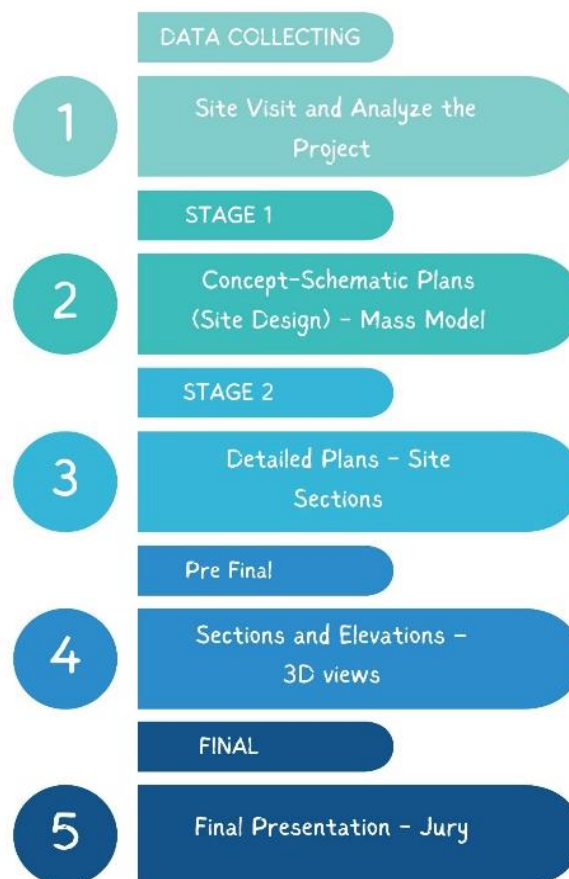 DATA COLLECTING
1
Site Visit and Analyze the
Project
STAGE 1
2
Concept-Schematic Plans
(Site Design) - Mass Model
STAGE 2
3
Detailed Plans - Site
Sections
Pre Final
4
Sections and Elevations -
3D views
FINAL
5
Final Presentation - Jury